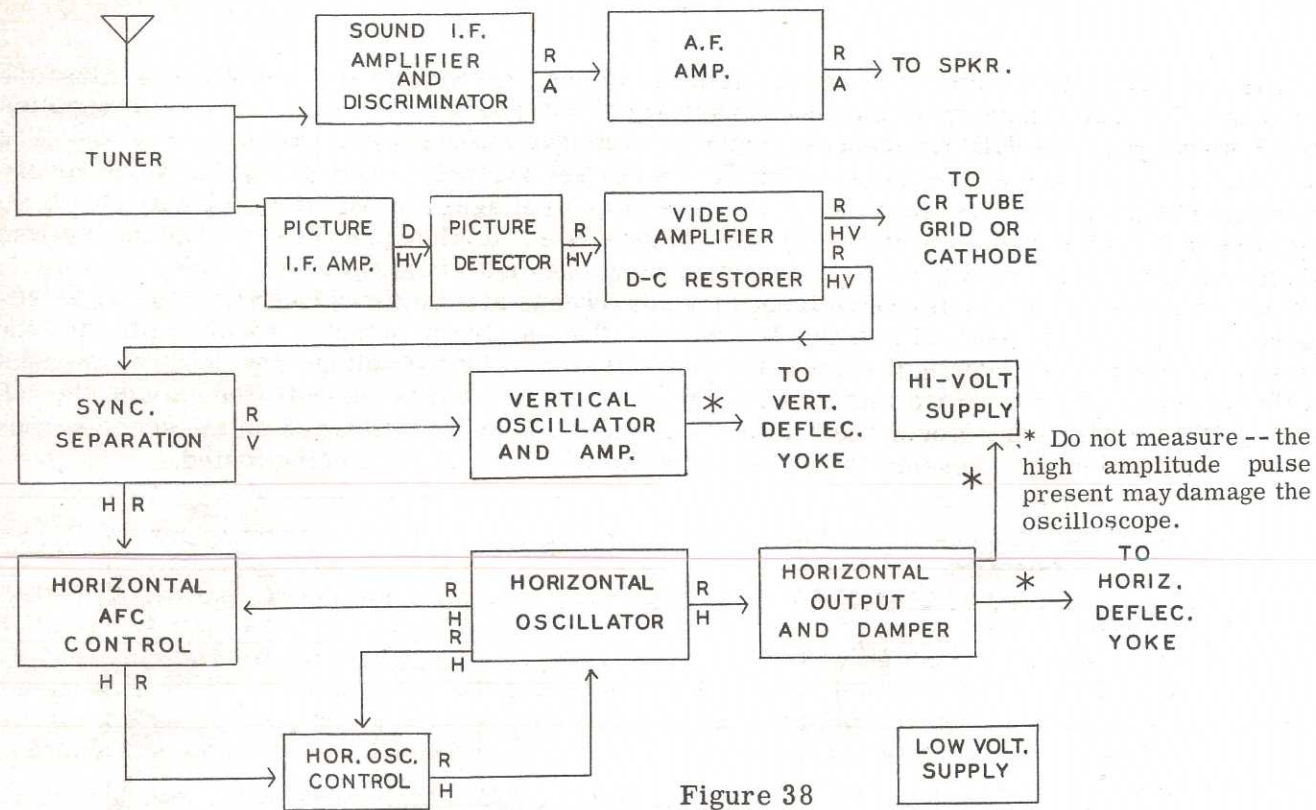 SOUND I.F.
AMPLIFIER
AND
DISCRIMINATOR
R
A
A.F.
AMP.
R
A
TO SPKR.
TUNER
PICTURE
I.F. AMP.
D
HV
PICTURE
DETECTOR
R
HV
VIDEO
AMPLIFIER
D-C RESTORER
R
HV
R
HV
TO
CR TUBE
GRID OR
CATHODE
SYNC.
SEPARATION
R
V
VERTICAL
OSCILLATOR
AND AMP.
*
TO
VERT.
DEFLEC.
YOKE
HI-VOLT
SUPPLY
*
* Do not measure -- the
high amplitude pulse
present may damage the
oscilloscope.
H R
HORIZONTAL
AFC
CONTROL
R
H
R
H
HORIZONTAL
OSCILLATOR
R
H
HORIZONTAL
OUTPUT
AND DAMPER
*
TO
HORIZ.
DEFLEC.
YOKE
H R
HOR. OSC.
CONTROL
R
H
LOW VOLT.
SUPPLY
Figure 38